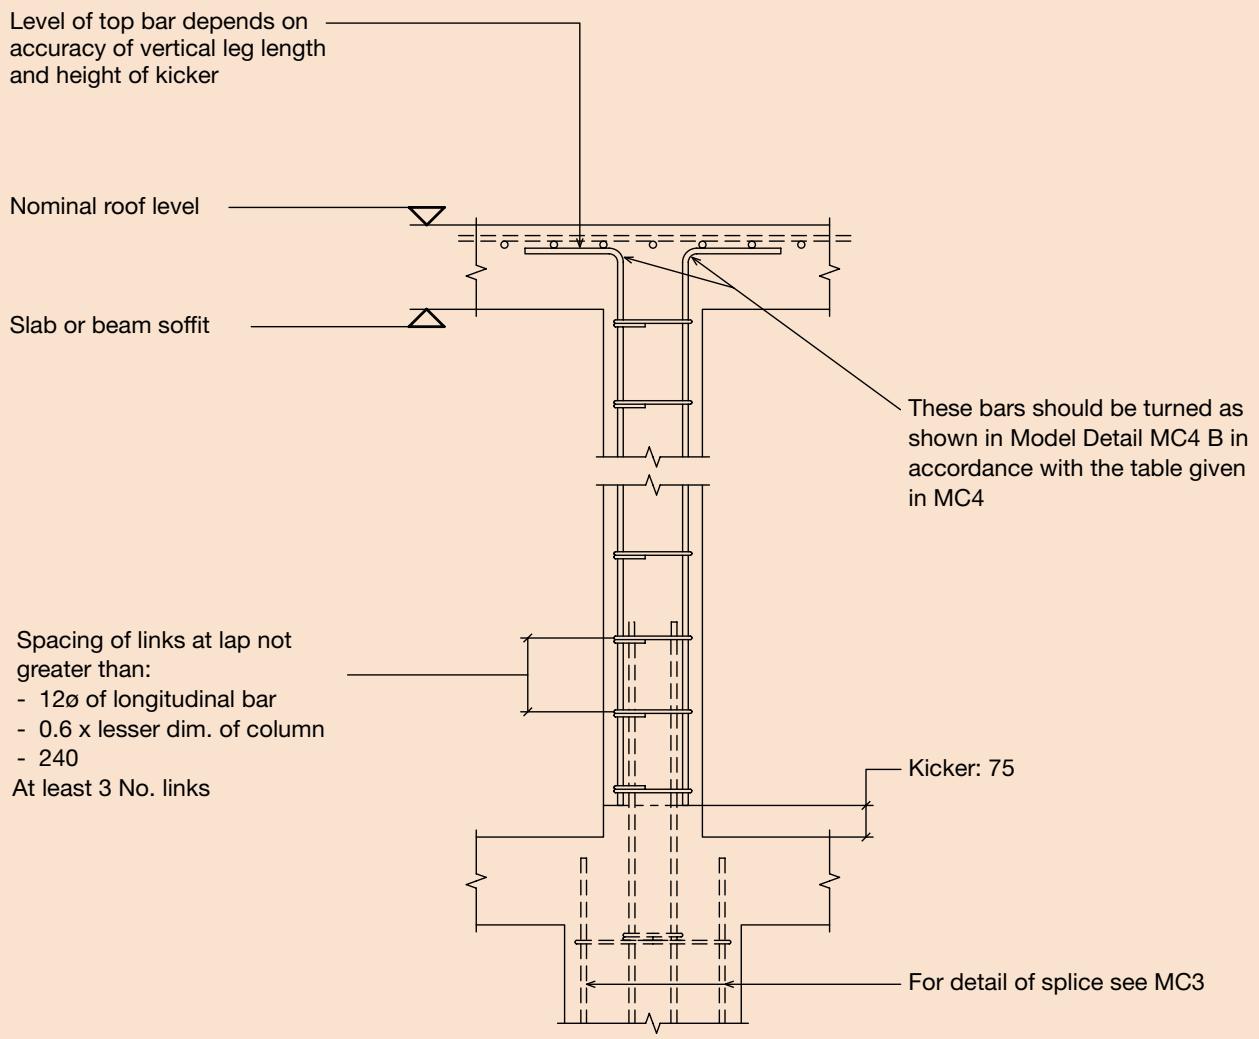 Level of top bar depends on
accuracy of vertical leg length
and height of kicker
Nominal roof level
Slab or beam soffit
These bars should be turned as
shown in Model Detail MC4 B in
accordance with the table given
in MC4
Spacing of links at lap not
greater than:
- 12ø of longitudinal bar
- 0.6 x lesser dim. of column
- 240
At least 3 No. links
Kicker: 75
For detail of splice see MC3